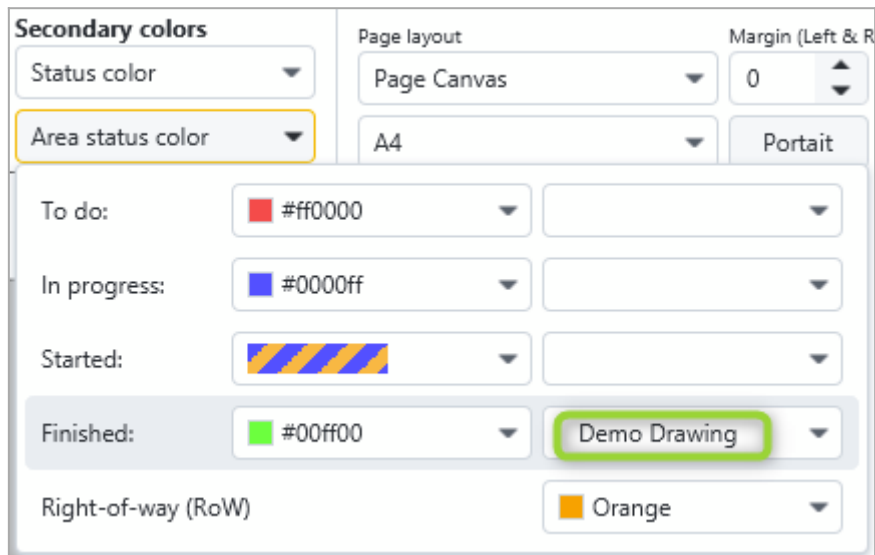 Secondary colors
Page layout
Margin (Left & R
Status color
Page Canvas
0
Area status color
A4
Portait
To do:
#ff0000
In progress:
#0000ff
Started:
Finished:
#00ff00
Demo Drawing
Right-of-way (RoW)
Orange